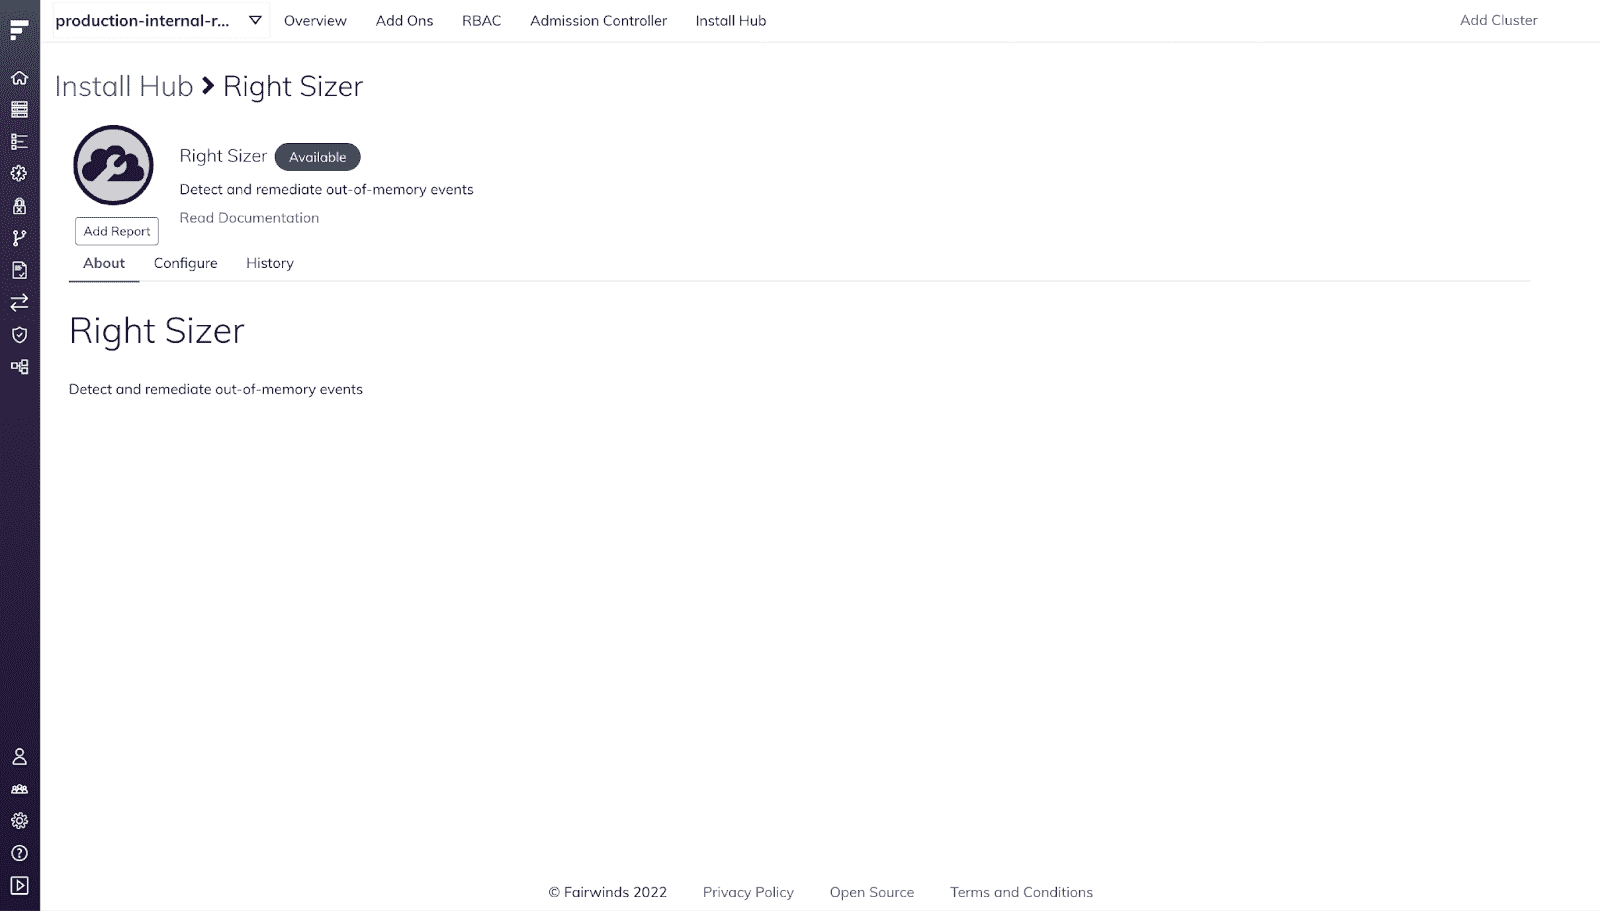 production-internal-r... Overview Add Ons RBAC Admission Controller Install Hub Add Cluster
Install Hub Right Sizer
Right Sizer Available
Detect and remediate out-of-memory events
Read Documentation
Add Report
About Configure History
Right Sizer
Detect and remediate out-of-memory events
© Fairwinds 2022 Privacy Policy Open Source Terms and Conditions